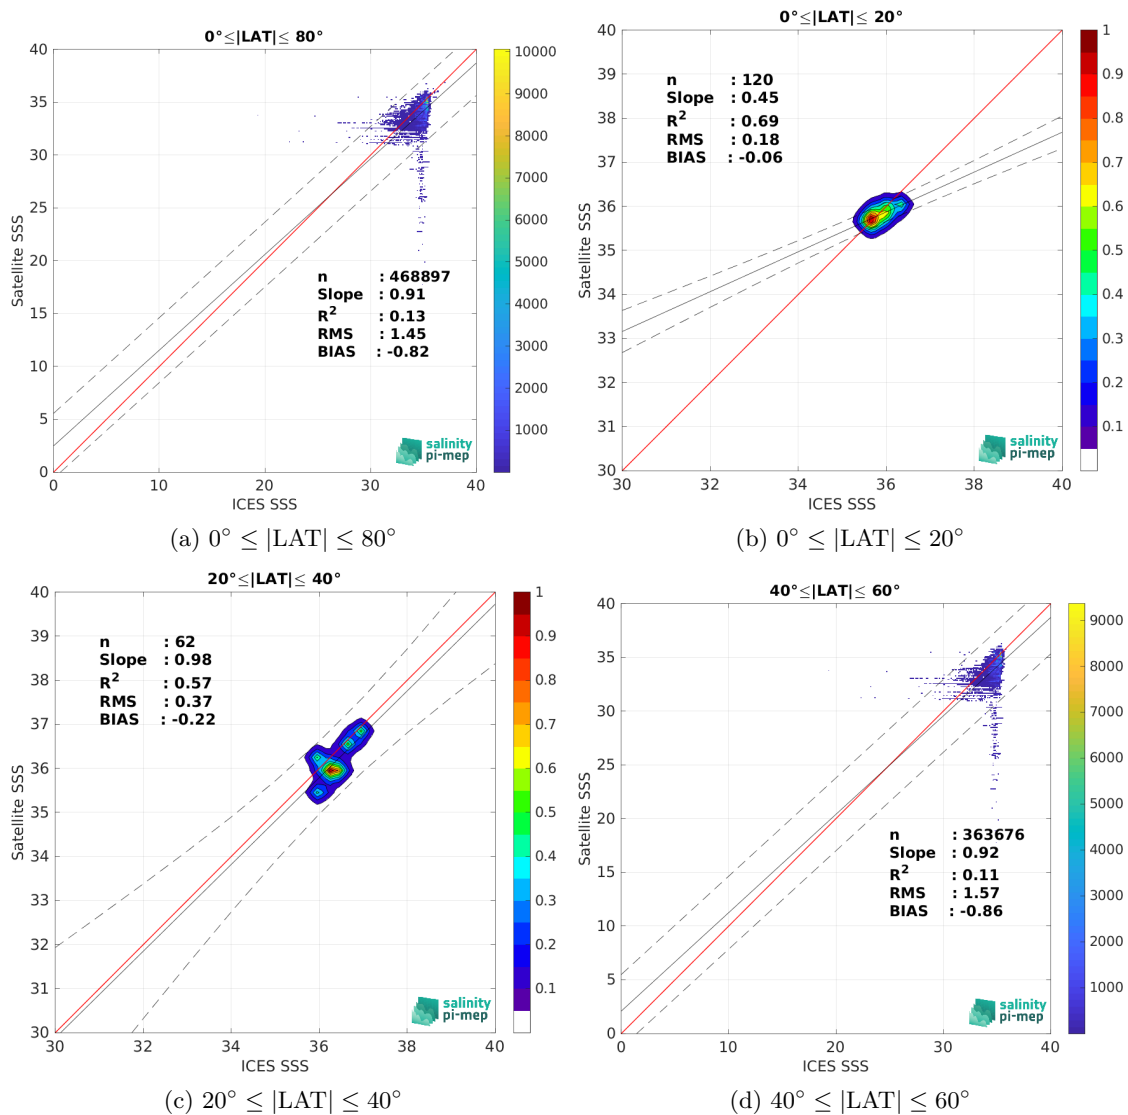 0°≤|LAT|≤ 80°
40
35
30
25
20
15
10
5
0
0
10
20
30
40
Satellite SSS
ICES SSS
n : 468897
Slope : 0.91
R² : 0.13
RMS : 1.45
BIAS : -0.82
salinity
pi-mep
10000
9000
8000
7000
6000
5000
4000
3000
2000
1000
(a) 0° ≤ |LAT| ≤ 80°
0°≤|LAT|≤ 20°
40
39
38
37
36
35
34
33
32
31
30
30
32
34
36
38
40
Satellite SSS
ICES SSS
n : 120
Slope : 0.45
R² : 0.69
RMS : 0.18
BIAS : -0.06
salinity
pi-mep
1
0.9
0.8
0.7
0.6
0.5
0.4
0.3
0.2
0.1
(b) 0° ≤ |LAT| ≤ 20°
20°≤|LAT|≤ 40°
40
39
38
37
36
35
34
33
32
31
30
30
32
34
36
38
40
Satellite SSS
ICES SSS
n : 62
Slope : 0.98
R² : 0.57
RMS : 0.37
BIAS : -0.22
salinity
pi-mep
1
0.9
0.8
0.7
0.6
0.5
0.4
0.3
0.2
0.1
(c) 20° ≤ |LAT| ≤ 40°
40°≤|LAT|≤ 60°
40
35
30
25
20
15
10
5
0
0
10
20
30
40
Satellite SSS
ICES SSS
n : 363676
Slope : 0.92
R² : 0.11
RMS : 1.57
BIAS : -0.86
salinity
pi-mep
9000
8000
7000
6000
5000
4000
3000
2000
1000
(d) 40° ≤ |LAT| ≤ 60°